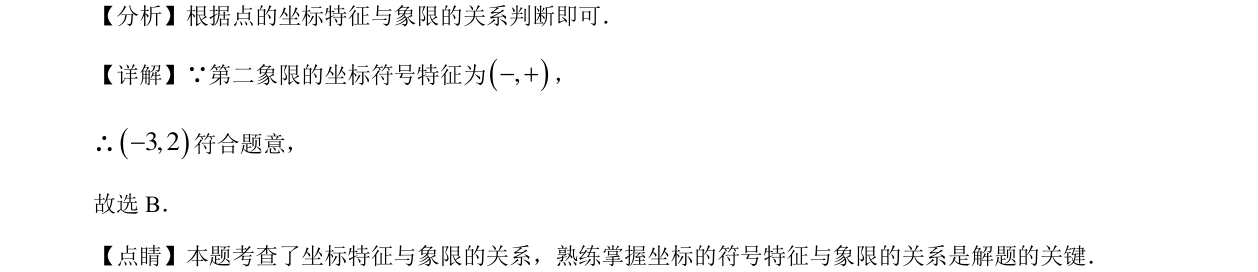 【分析】根据点的坐标特征与象限的关系判断即可．
【详解】∵第二象限的坐标符号特征为(−,+)，
∴(−3,2)符合题意，
故选 B．
【点睛】本题考查了坐标特征与象限的关系，熟练掌握坐标的符号特征与象限的关系是解题的关键．